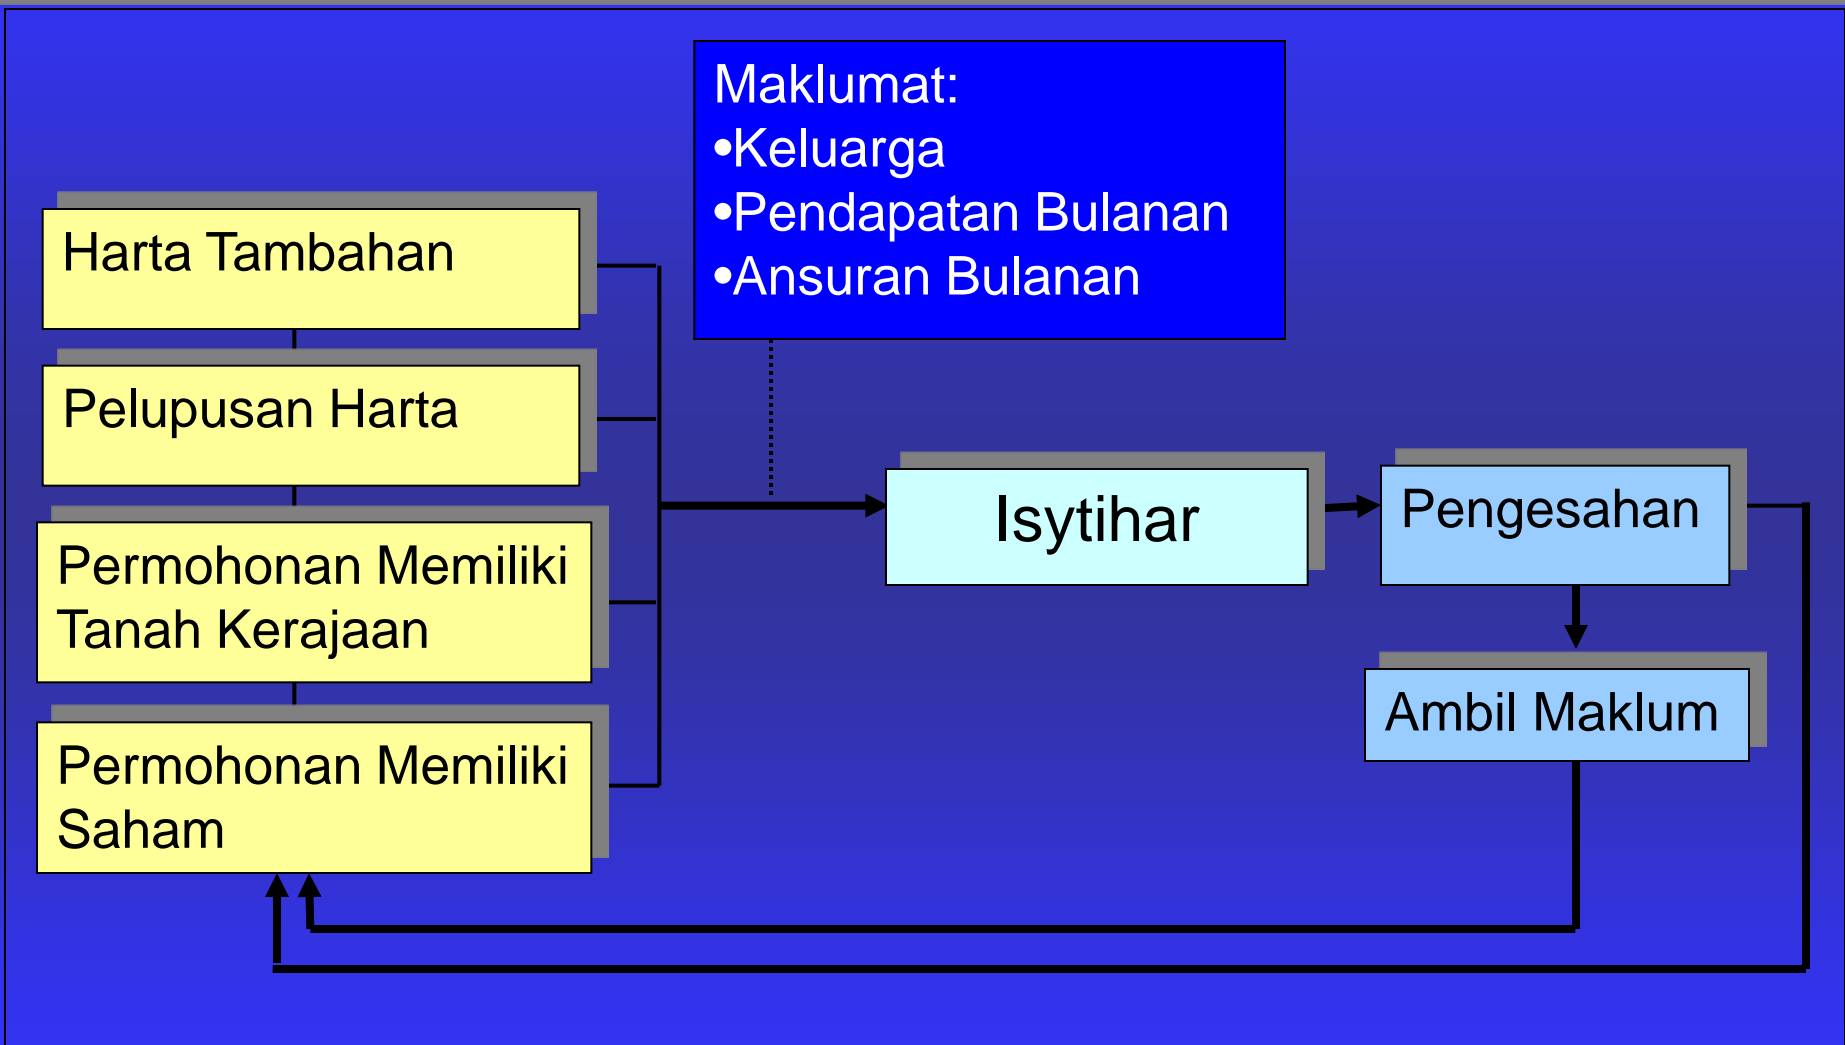 Maklumat:
•Keluarga
•Pendapatan Bulanan
•Ansuran Bulanan
Harta Tambahan
Pelupusan Harta
Permohonan Memiliki
Tanah Kerajaan
Permohonan Memiliki
Saham
Isytihar
Pengesahan
Ambil Maklum